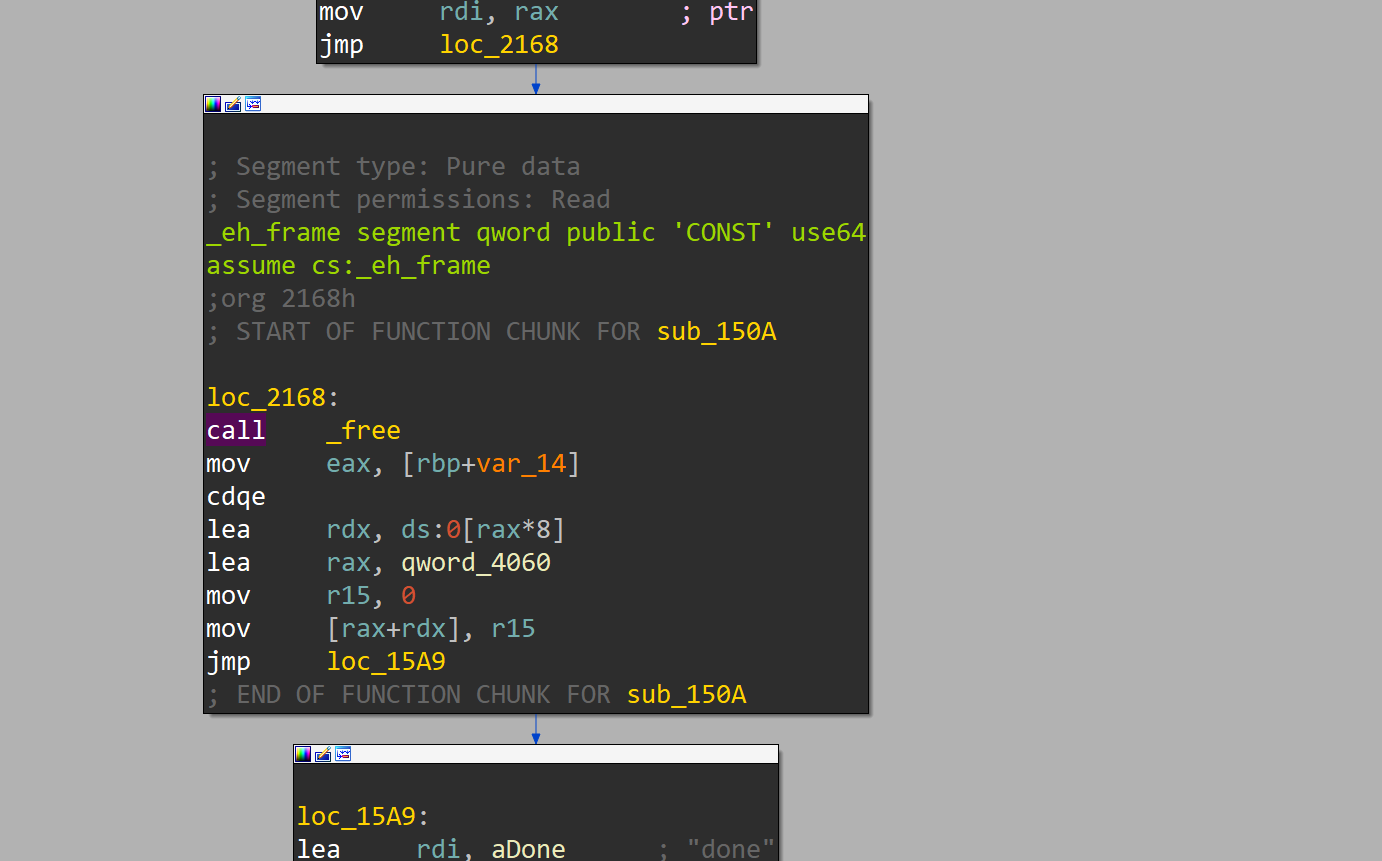 mov rdi, rax ; ptr
jmp loc_2168
; Segment type: Pure data
; Segment permissions: Read
_eh_frame segment qword public 'CONST' use64
assume cs:_eh_frame
;org 2168h
; START OF FUNCTION CHUNK FOR sub_150A
loc_2168:
call _free
mov eax, [rbp+var_14]
cdqe
lea rdx, ds:0[rax*8]
lea rax, qword_4060
mov r15, 0
mov [rax+rdx], r15
jmp loc_15A9
; END OF FUNCTION CHUNK FOR sub_150A
loc_15A9:
lea rdi, aDone ; "done"